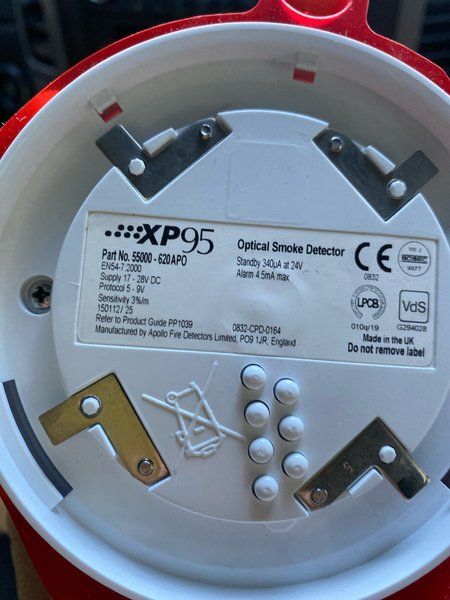 XP95
Part No. 55000 - 620APO
EN54-7.2000
Supply 17 - 28V DC
Protocol 5 - 9V
Sensitivity 3%/m
150112 / 25
Refer to Product Guide PP1039
Manufactured by Apollo Fire Detectors Limited, PO9 1JR, England
0832-CPD-0164
Optical Smoke Detector
Standby 340µA at 24V
Alarm 4.5mA max
CE
0832
BOSEC
9077
LPCB
010q/19
VdS
G294028
Made in the UK
Do not remove label